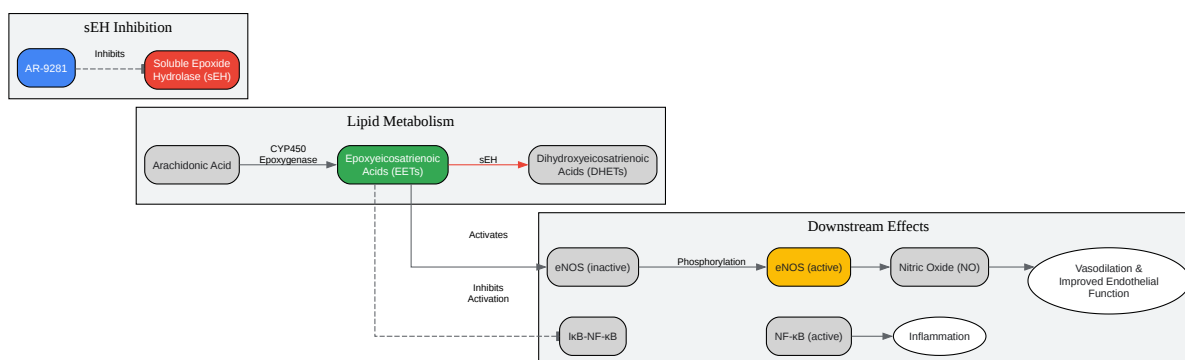 sEH Inhibition
AR-9281
Inhibits
Soluble Epoxide
Hydrolase (sEH)
Lipid Metabolism
Arachidonic Acid
CYP450
Epoxygenase
Epoxyeicosatrienoic
Acids (EETs)
sEH
Dihydroxyeicosatrienoic
Acids (DHETs)
Downstream Effects
Activates
eNOS (inactive)
Phosphorylation
eNOS (active)
Nitric Oxide (NO)
Vasodilation &
Improved Endothelial
Function
Inhibits
Activation
IκB-NF-κB
NF-κB (active)
Inflammation